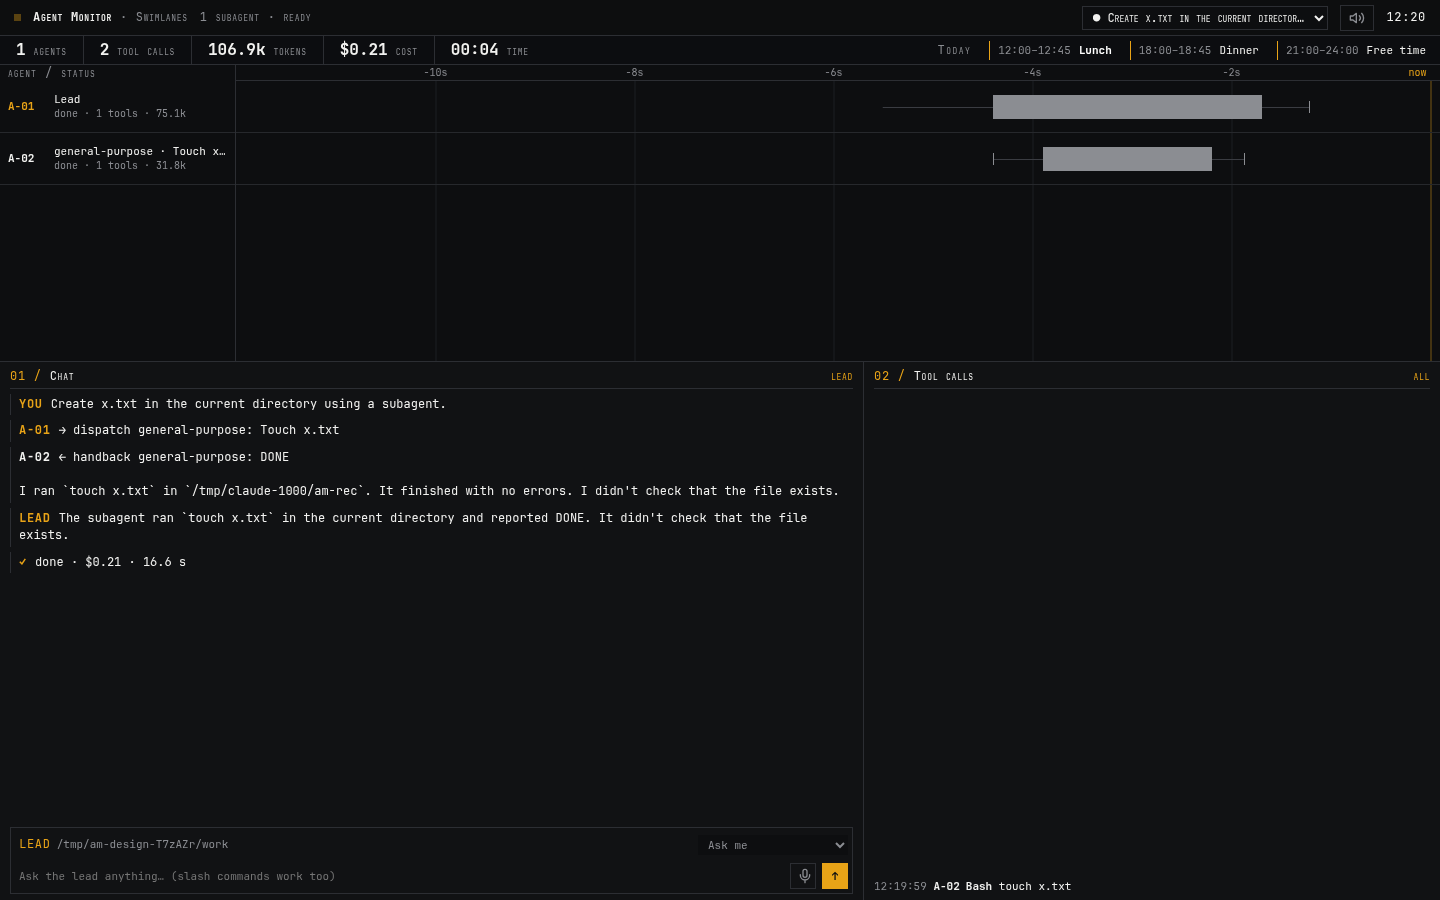 Agent Monitor · Swimlanes 1 subagent · ready
Create x.txt in the current director…
12:20
1 agents
2 tool calls
106.9k tokens
$0.21 cost
00:04 time
Today
12:00–12:45 Lunch
18:00–18:45 Dinner
21:00–24:00 Free time
agent / status
-10s
-8s
-6s
-4s
-2s
now
A-01
Lead
done · 1 tools · 75.1k
A-02
general-purpose · Touch x…
done · 1 tools · 31.8k
01 / Chat
lead
YOU Create x.txt in the current directory using a subagent.
A-01 → dispatch general-purpose: Touch x.txt
A-02 ← handback general-purpose: DONE
I ran `touch x.txt` in `/tmp/claude-1000/am-rec`. It finished with no errors. I didn't check that the file exists.
LEAD The subagent ran `touch x.txt` in the current directory and reported DONE. It didn't check that the file
exists.
✓ done · $0.21 · 16.6 s
LEAD /tmp/am-design-T7zAZr/work
Ask me
Ask the lead anything… (slash commands work too)
02 / Tool calls
all
12:19:59 A-02 Bash touch x.txt